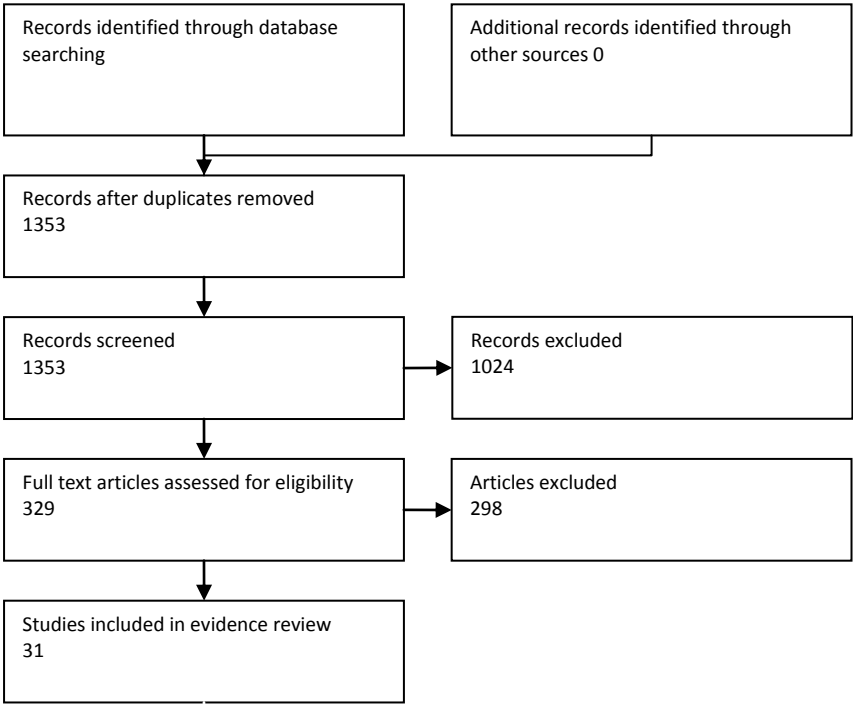 Records identified through database
searching
Additional records identified through
other sources 0
Records after duplicates removed
1353
Records screened
1353
Records excluded
1024
Full text articles assessed for eligibility
329
Articles excluded
298
Studies included in evidence review
31